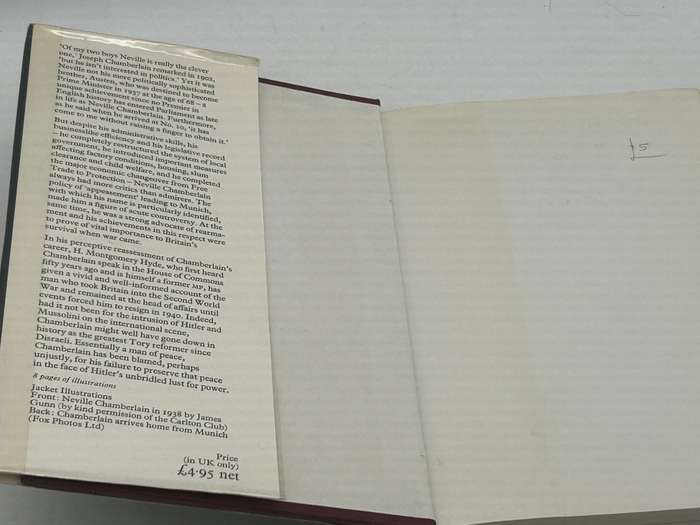 'Of my two boys Neville is really the clever
one,' Joseph Chamberlain remarked in 1902,
'but he isn't interested in politics.' Yet it was
Neville not his more politically sophisticated
brother, Austen, who was destined to become
Prime Minister in 1937 at the age of 68 – a
unique achievement since no Premier in
English history has entered Parliament as late
in life as Neville Chamberlain. Furthermore,
as he said when he arrived at No. 10, 'it has
come to me without raising a finger to obtain it.'
But despite his administrative skills, his
businesslike efficiency and his legislative record
– he completely restructured the system of local
government, he introduced important measures
affecting factory conditions, housing, slum
clearance and child welfare, and he completed
the major economic changeover from Free
Trade to Protection – Neville Chamberlain
always had more critics than admirers. The
policy of 'appeasement' leading to Munich,
with which his name is particularly identified,
made him a figure of acute controversy. At the
same time, he was a strong advocate of rearma-
ment and his achievements in this respect were
to prove of vital importance to Britain's
survival when war came.
In his perceptive reassessment of Chamberlain's
career, H. Montgomery Hyde, who first heard
Chamberlain speak in the House of Commons
fifty years ago and is himself a former MP, has
given a vivid and well-informed account of the
man who took Britain into the Second World
War and remained at the head of affairs until
events forced him to resign in 1940. Indeed,
had it not been for the intrusion of Hitler and
Mussolini on the international scene,
Chamberlain might well have gone down in
history as the greatest Tory reformer since
Disraeli. Essentially a man of peace,
Chamberlain has been blamed, perhaps
unjustly, for his failure to preserve that peace
in the face of Hitler's unbridled lust for power.
8 pages of illustrations
Jacket Illustrations
Front: Neville Chamberlain in 1938 by James
Gunn (by kind permission of the Carlton Club)
Back: Chamberlain arrives home from Munich
(Fox Photos Ltd)
Price
(in UK only)
£4.95 net
£5